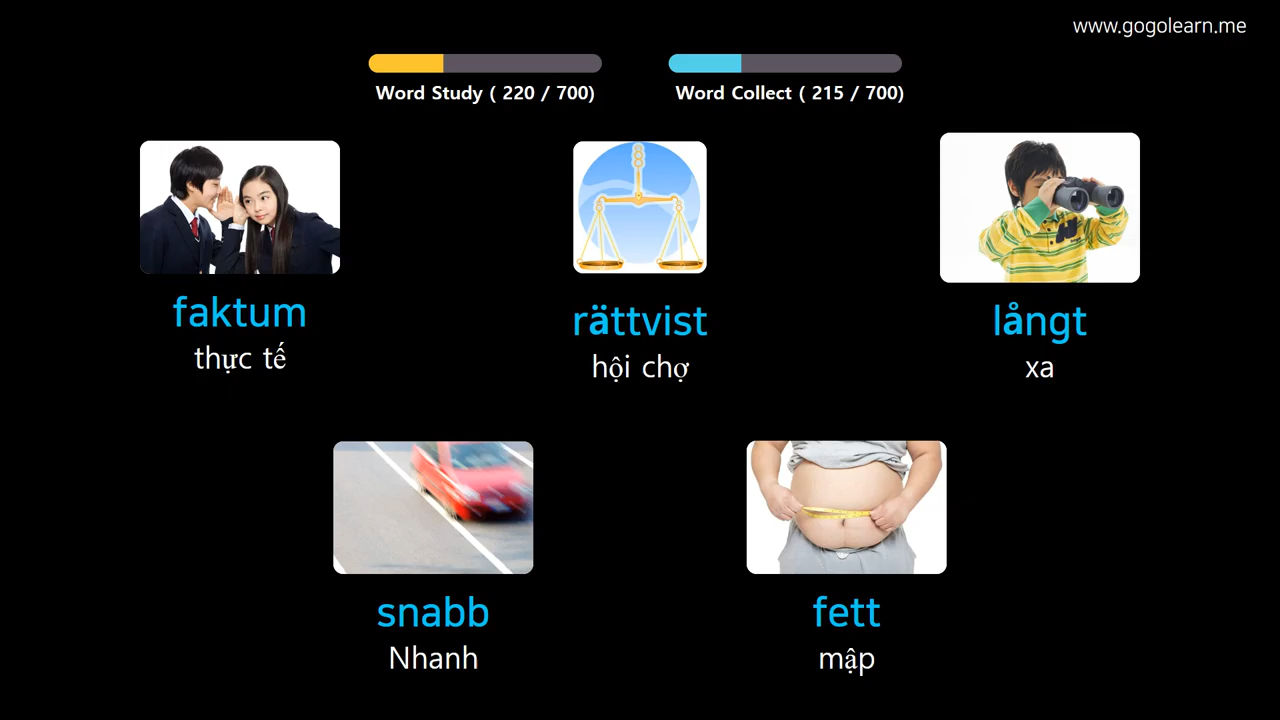 www.gogolearn.me
Word Study ( 220 / 700)
Word Collect ( 215 / 700)
faktum
thực tế
rättvist
hội chợ
långt
xa
snabb
Nhanh
fett
mập